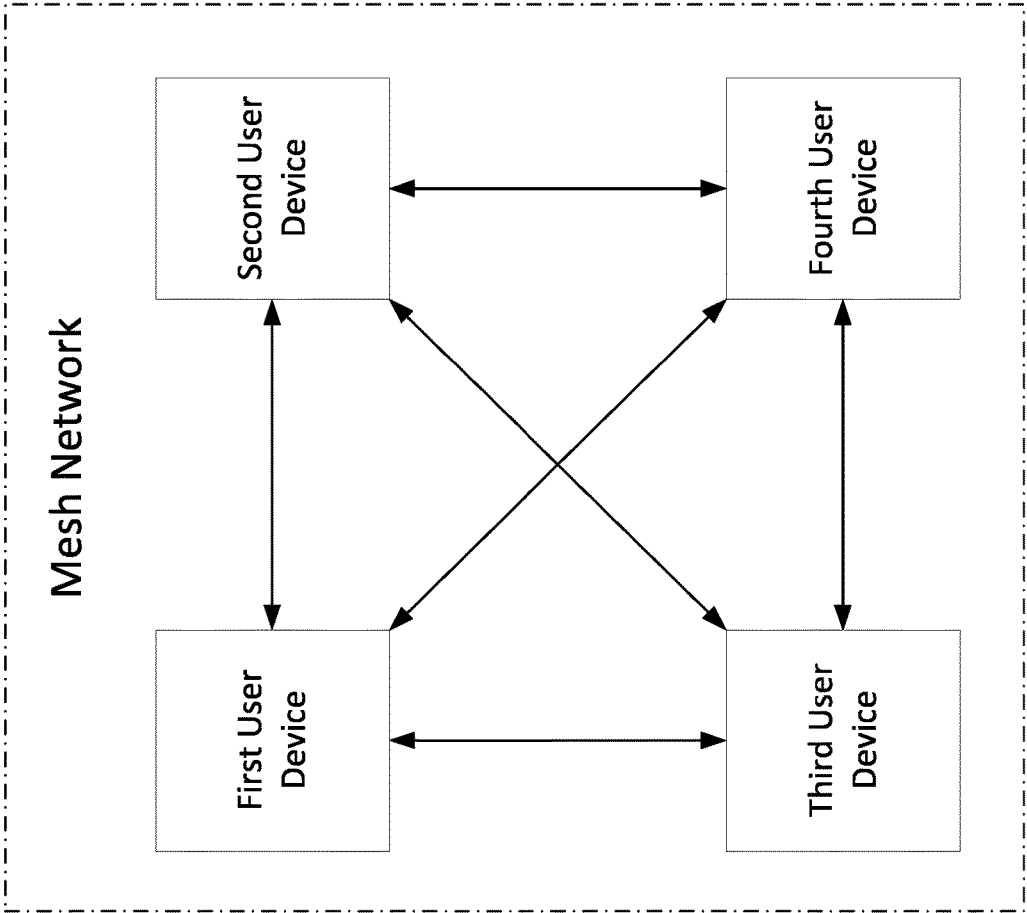 Mesh Network
First User
Device
Second User
Device
Third User
Device
Fourth User
Device